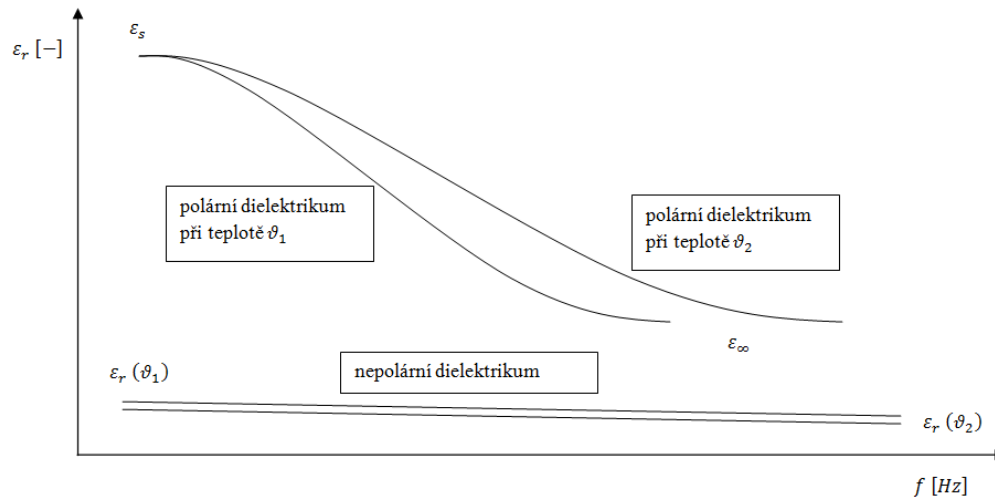 ε_s
ε_r [−]
polární dielektrikum
při teplotě ϑ_1
polární dielektrikum
při teplotě ϑ_2
ε_∞
ε_r (ϑ_1)
nepolární dielektrikum
ε_r (ϑ_2)
f [Hz]